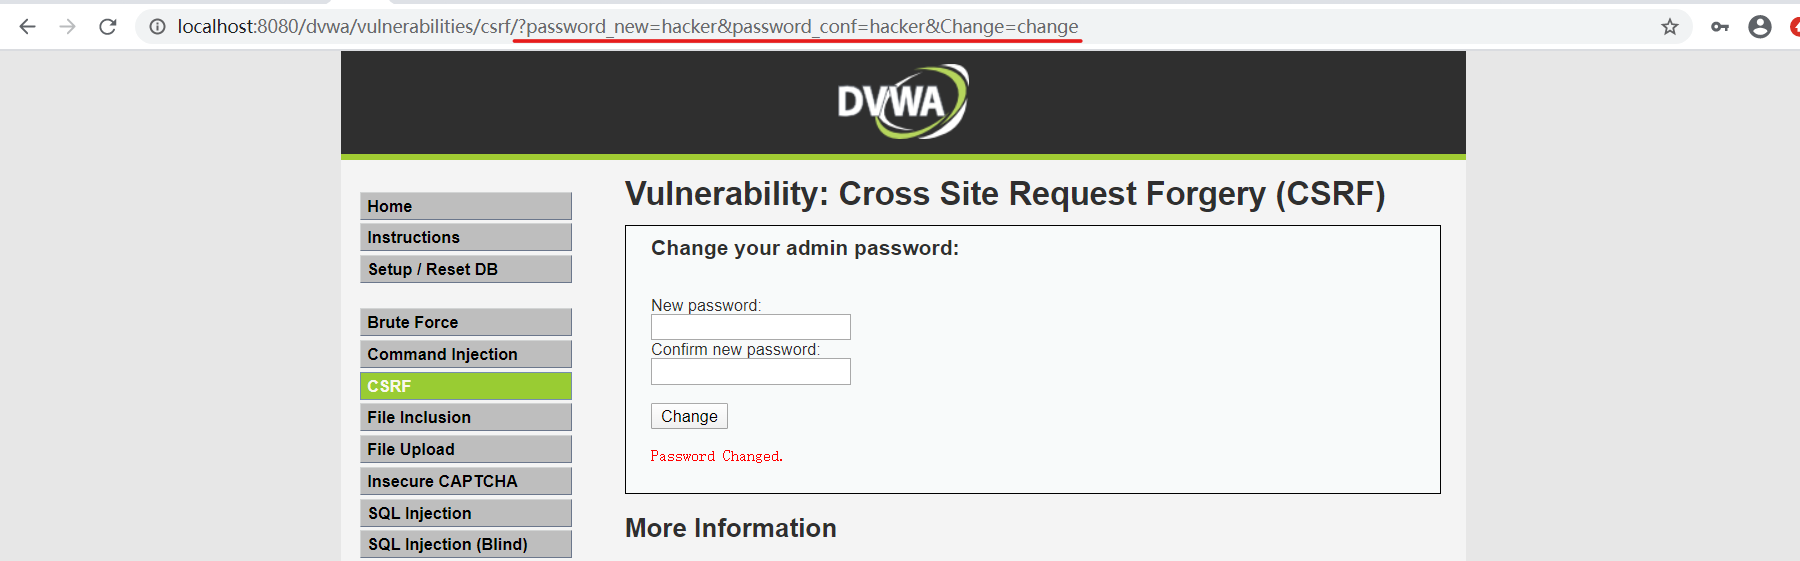 localhost:8080/dvwa/vulnerabilities/csrf/?password_new=hacker&password_conf=hacker&Change=change
DVWA
Vulnerability: Cross Site Request Forgery (CSRF)
Home
Instructions
Setup / Reset DB
Brute Force
Command Injection
CSRF
File Inclusion
File Upload
Insecure CAPTCHA
SQL Injection
SQL Injection (Blind)
Change your admin password:
New password:
Confirm new password:
Change
Password Changed.
More Information